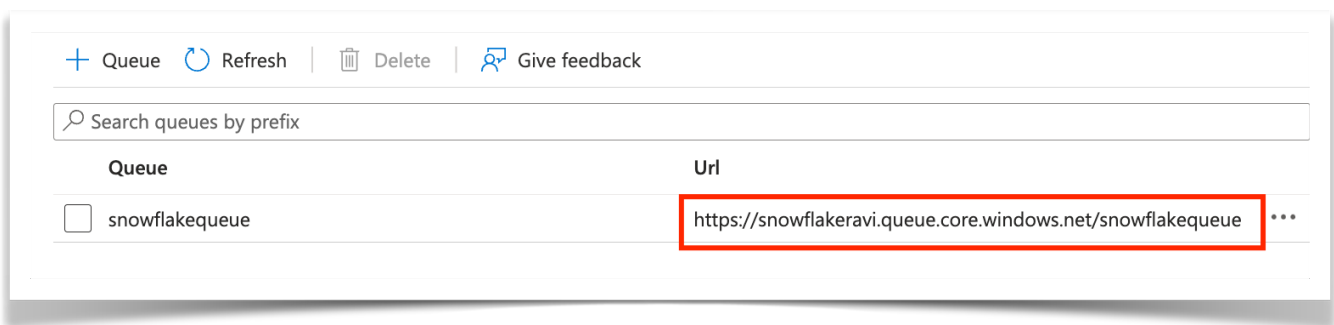 Queue Refresh Delete Give feedback
Search queues by prefix
Queue Url
snowflakequeue https://snowflakeravi.queue.core.windows.net/snowflakequeue